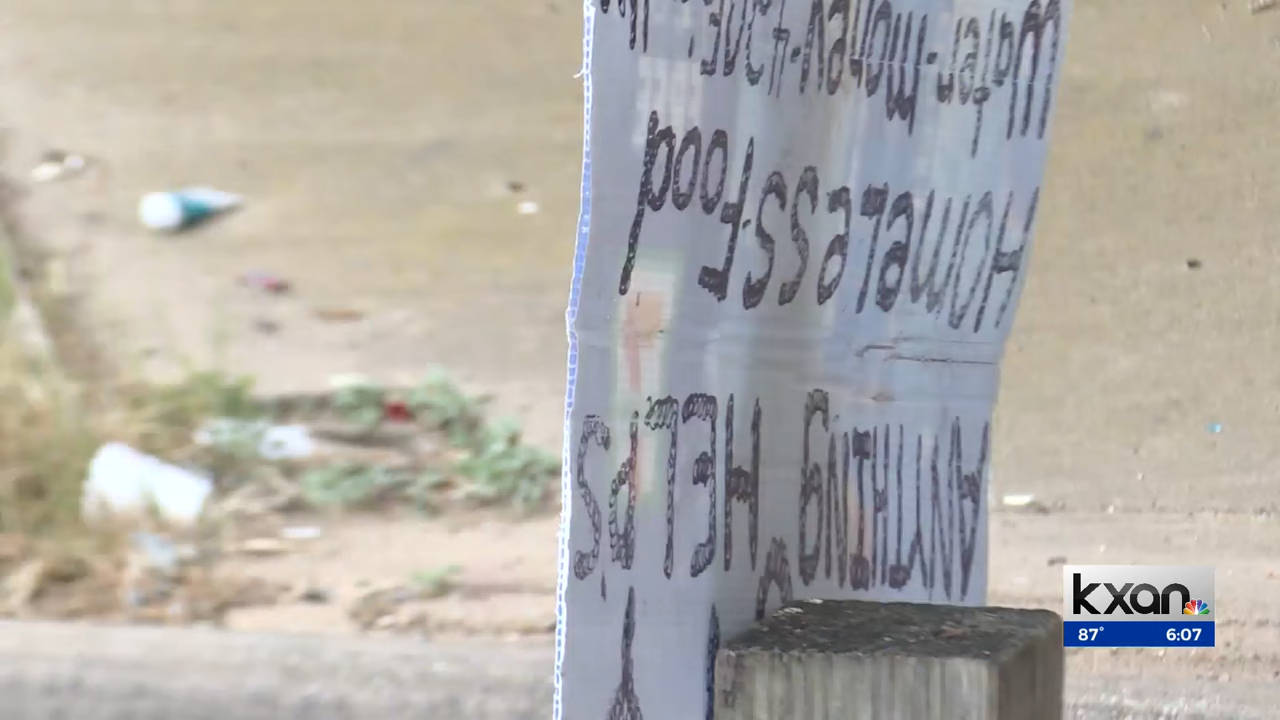 ANYTHING HELPS
HOmeLeSS-Food
water-money-
kxan
87° 6:07